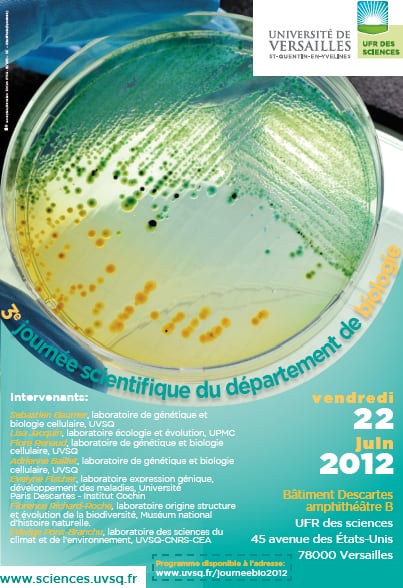 UNIVERSITÉ DE
VERSAILLES
ST-QUENTIN-EN-YVELINES
UFR DES
SCIENCES
3e journée scientifique du département de biologie
Intervenants:
Sebastien Baumer, laboratoire de génétique et
biologie cellulaire, UVSQ
Lisa Jacquin, laboratoire écologie et évolution, UPMC
Flore Renaud, laboratoire de génétique et biologie
cellulaire, UVSQ
Adrienne Baillet, laboratoire de génétique et biologie
cellulaire, UVSQ
Evelyne Fischer, laboratoire expression génique,
développement des maladies, Université
Paris Descartes - Institut Cochin
Florence Richard-Roche, laboratoire origine structure
et évolution de la biodiversité, Muséum national
d'histoire naturelle.
Pons-Branchu, laboratoire des sciences du
climat et de l'environnement, UVSQ-CNRS-CEA
vendredi
22
juin
2012
Bâtiment Descartes
amphithéâtre B
UFR des sciences
45 avenue des États-Unis
78000 Versailles
Programme disponible à l'adresse:
www.uvsq.fr/journeebio2012
www.sciences.uvsq.fr